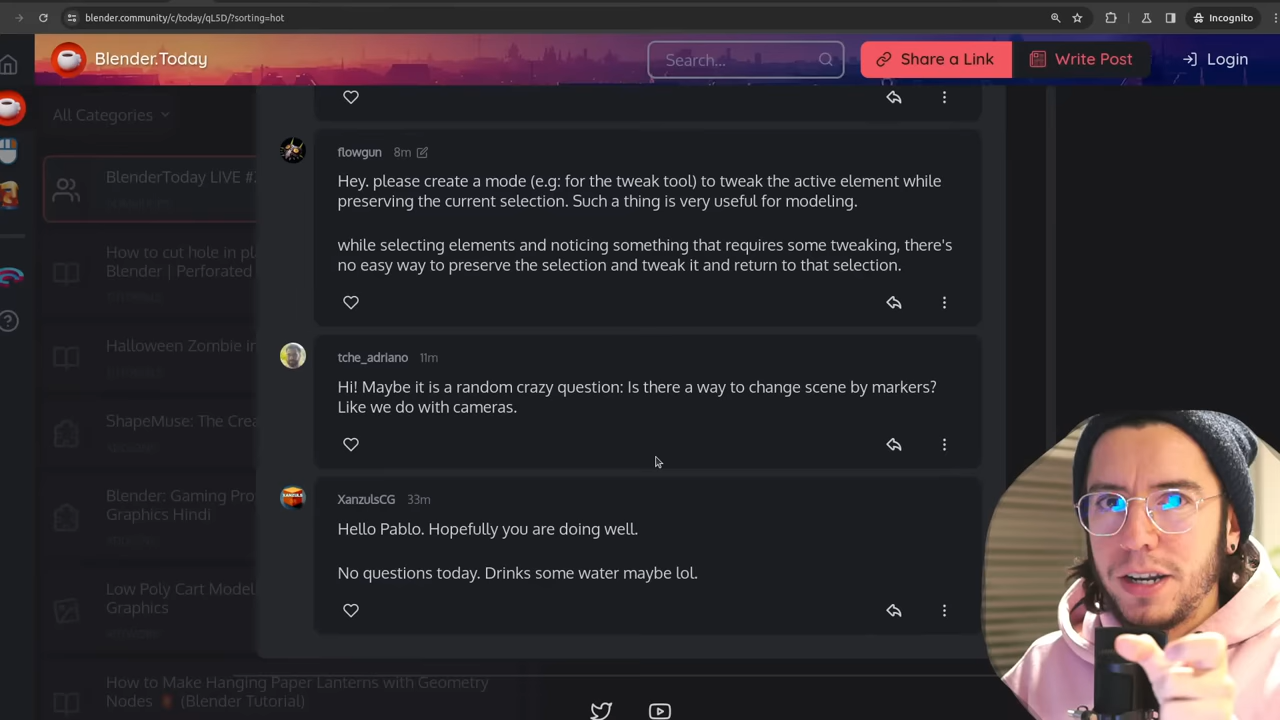 blender.community/c/today/qL5D/?sorting=hot
Incognito
Blender.Today
Search...
Share a Link
Write Post
Login
All Categories
BlenderToday LIVE #.
How to cut hole in pl
Blender | Perforated
Halloween Zombie in
ShapeMuse: The Crea
Blender: Gaming Pro
Graphics Hindi
Low Poly Cart Model
Graphics
How to Make Hanging Paper Lanterns with Geometry
Nodes 🏮 (Blender Tutorial)
flowgun 8m
Hey. please create a mode (e.g: for the tweak tool) to tweak the active element while
preserving the current selection. Such a thing is very useful for modeling.
while selecting elements and noticing something that requires some tweaking, there's
no easy way to preserve the selection and tweak it and return to that selection.
tche_adriano 11m
Hi! Maybe it is a random crazy question: Is there a way to change scene by markers?
Like we do with cameras.
XANZULS
XanzulsCG 33m
Hello Pablo. Hopefully you are doing well.
No questions today. Drinks some water maybe lol.